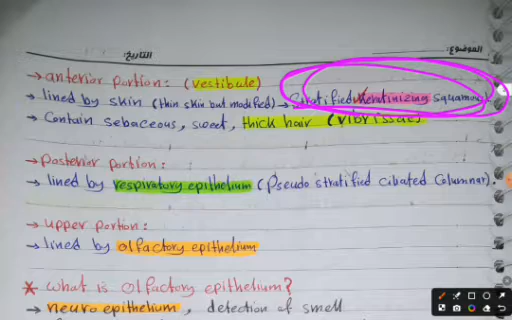 التاريخ: الموضوع:
→ anterior portion: (vestibule)
→ lined by skin (thin skin but modified) → Stratified Keratinizing Squamous
→ Contain sebaceous, sweet, thick hair (vibrissae)
→ Posterior portion:
→ lined by respiratory epithelium (Pseudo stratified ciliated Columnar).
→ upper portion:
→ lined by olfactory epithelium
* what is olfactory epithelium?
→ neuro epithelium, detection of smell